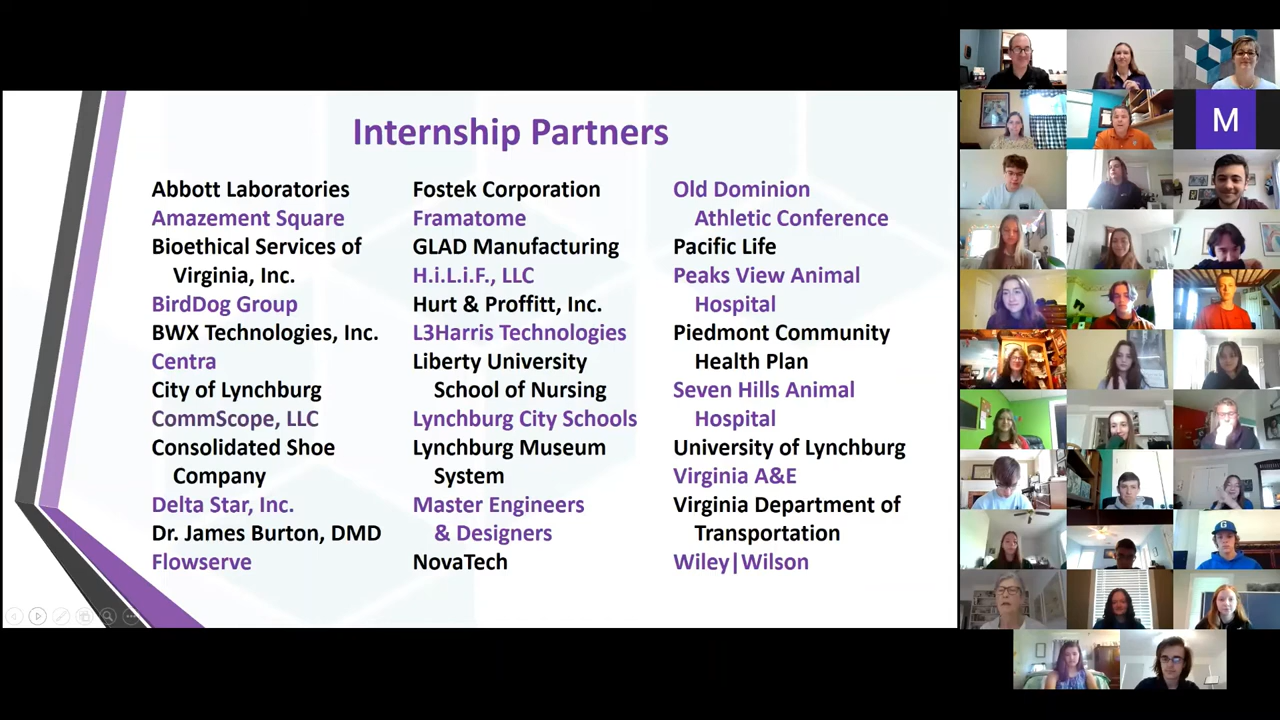 Internship Partners
Abbott Laboratories
Amazement Square
Bioethical Services of
Virginia, Inc.
BirdDog Group
BWX Technologies, Inc.
Centra
City of Lynchburg
CommScope, LLC
Consolidated Shoe
Company
Delta Star, Inc.
Dr. James Burton, DMD
Flowserve
Fostek Corporation
Framatome
GLAD Manufacturing
H.i.L.i.F., LLC
Hurt & Proffitt, Inc.
L3Harris Technologies
Liberty University
School of Nursing
Lynchburg City Schools
Lynchburg Museum
System
Master Engineers
& Designers
NovaTech
Old Dominion
Athletic Conference
Pacific Life
Peaks View Animal
Hospital
Piedmont Community
Health Plan
Seven Hills Animal
Hospital
University of Lynchburg
Virginia A&E
Virginia Department of
Transportation
Wiley|Wilson
M
G